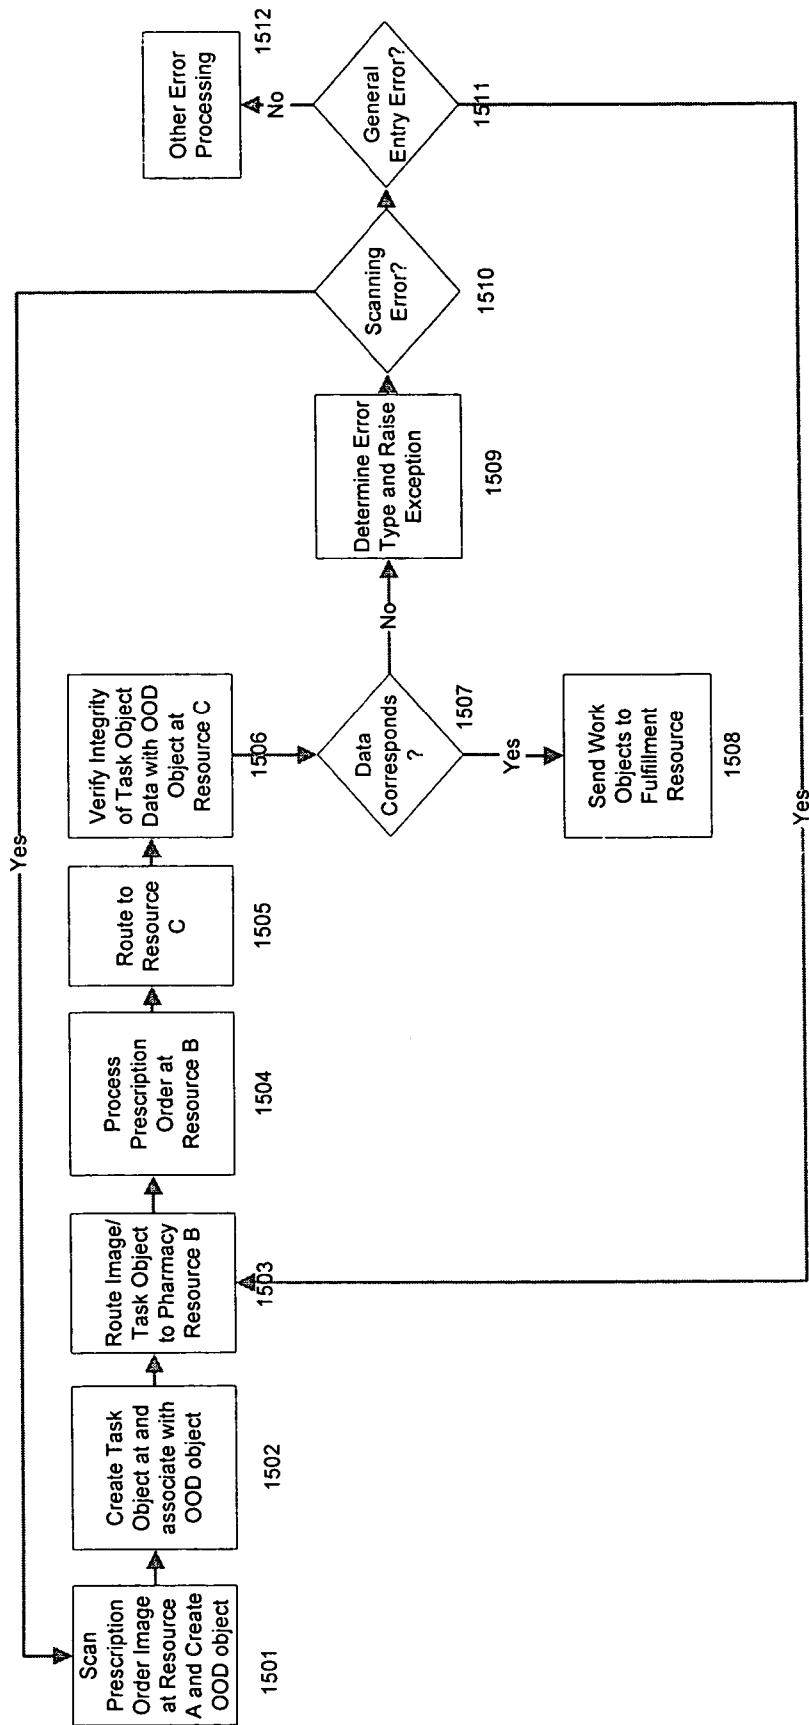 Scan
Prescription
Order Image
at Resource
A and Create
OOD object
1501
Create Task
Object at and
associate with
OOD object
1502
Route Image/
Task Object
to Pharmacy
Resource B
1503
Process
Prescription
Order at
Resource B
1504
Route to
Resource
C
1505
Verify Integrity
of Task Object
Data with OOD
Object at
Resource C
1506
Data
Corresponds
?
1507
Yes
Send Work
Objects to
Fulfillment
Resource
1508
No
Determine Error
Type and Raise
Exception
1509
Scanning
Error?
1510
Yes
General
Entry Error?
1511
Yes
No
Other Error
Processing
1512